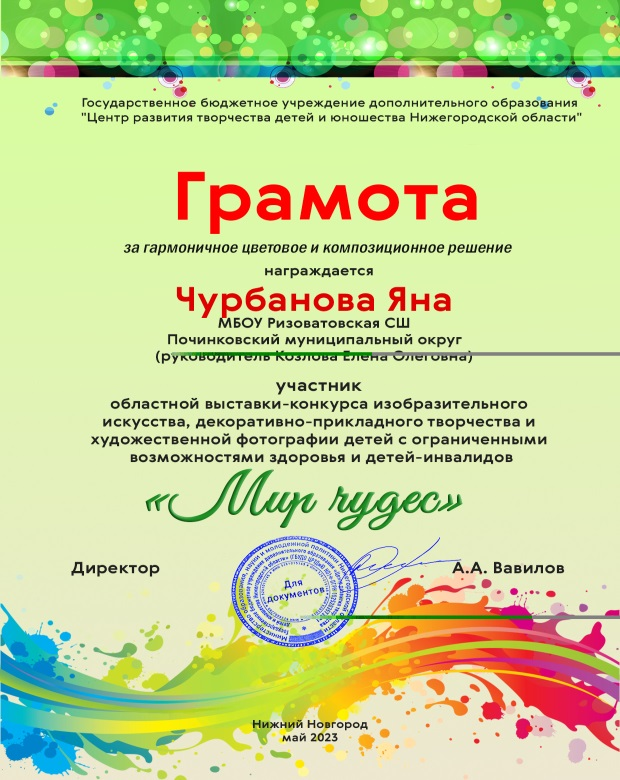 Государственное бюджетное учреждение дополнительного образования
"Центр развития творчества детей и юношества Нижегородской области"
Грамота
за гармоничное цветовое и композиционное решение
награждается
Чурбанова Яна
МБОУ Ризоватовская СШ
Починковский муниципальный округ
(руководитель Козлова Елена Олеговна)
участник
областной выставки-конкурса изобразительного
искусства, декоративно-прикладного творчества и
художественной фотографии детей с ограниченными
возможностями здоровья и детей-инвалидов
«Мир чудес»
Директор
Для
документов
А.А. Вавилов
Нижний Новгород
май 2023